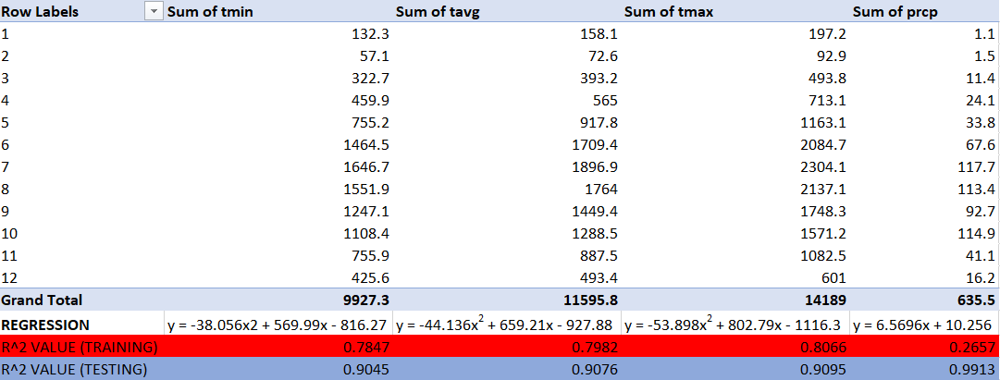 Row Labels Sum of tmin Sum of tavg Sum of tmax Sum of prcp
1 132.3 158.1 197.2 1.1
2 57.1 72.6 92.9 1.5
3 322.7 393.2 493.8 11.4
4 459.9 565 713.1 24.1
5 755.2 917.8 1163.1 33.8
6 1464.5 1709.4 2084.7 67.6
7 1646.7 1896.9 2304.1 117.7
8 1551.9 1764 2137.1 113.4
9 1247.1 1449.4 1748.3 92.7
10 1108.4 1288.5 1571.2 114.9
11 755.9 887.5 1082.5 41.1
12 425.6 493.4 601 16.2
Grand Total 9927.3 11595.8 14189 635.5
REGRESSION y = -38.056x2 + 569.99x - 816.27 y = -44.136x² + 659.21x - 927.88 y = -53.898x² + 802.79x - 1116.3 y = 6.5696x + 10.256
R^2 VALUE (TRAINING) 0.7847 0.7982 0.8066 0.2657
R^2 VALUE (TESTING) 0.9045 0.9076 0.9095 0.9913